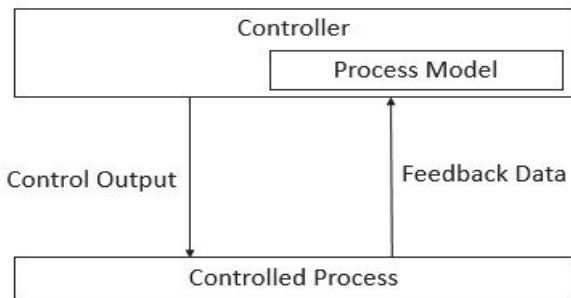 Controller
Process Model
Control Output
Feedback Data
Controlled Process